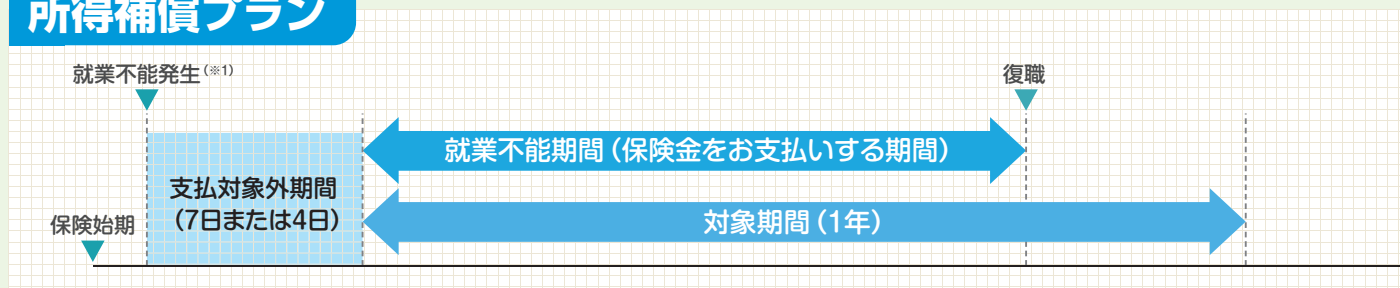 所得補償プラン
就業不能発生(※1)
復職
就業不能期間(保険金をお支払いする期間)
支払対象外期間
(7日または4日)
対象期間(1年)
保険始期